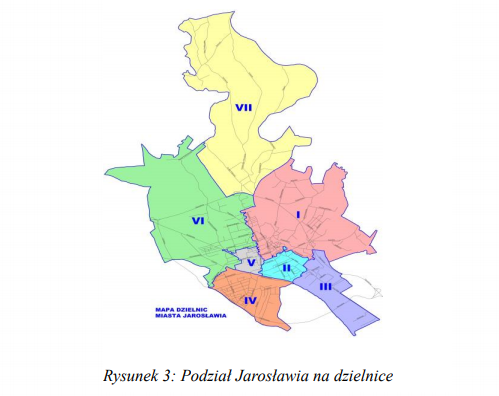 VII
I
VI
V
II
III
IV
MAPA DZIELNIC
MIASTA JAROSŁAWIA
Rysunek 3: Podział Jarosławia na dzielnice